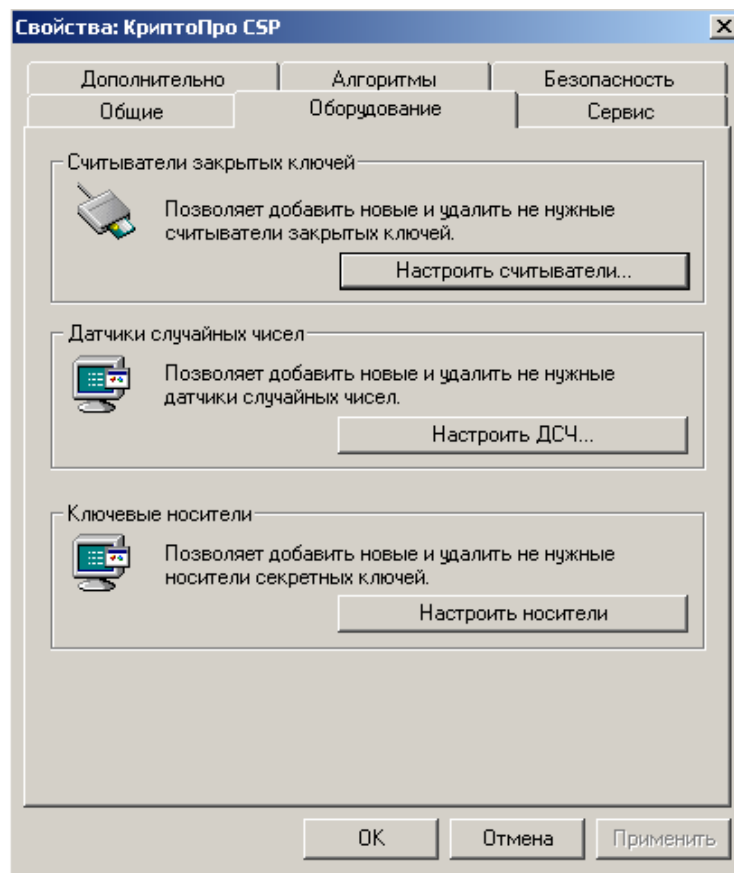 Свойства: КриптоПро CSP
Дополнительно Алгоритмы Безопасность
Общие Оборудование Сервис
Считыватели закрытых ключей
Позволяет добавить новые и удалить не нужные
считыватели закрытых ключей.
Настроить считыватели...
Датчики случайных чисел
Позволяет добавить новые и удалить не нужные
датчики случайных чисел.
Настроить ДСЧ...
Ключевые носители
Позволяет добавить новые и удалить не нужные
носители секретных ключей.
Настроить носители
ОК Отмена Применить